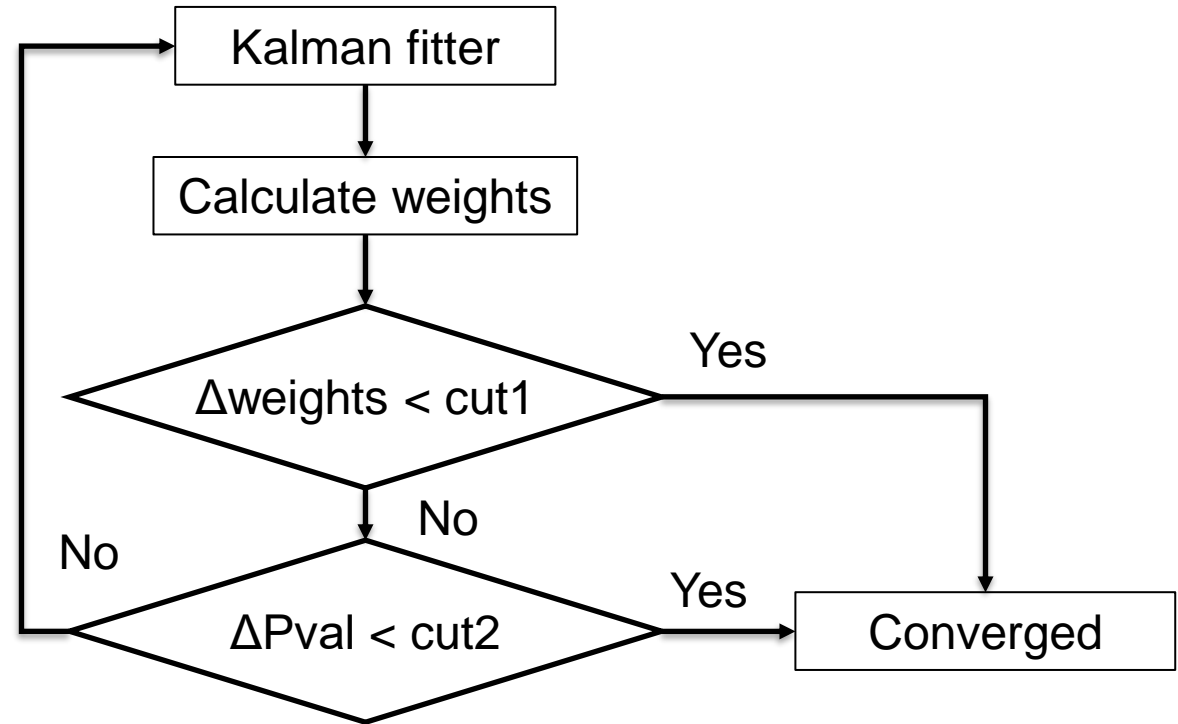 Kalman fitter
Calculate weights
Δweights < cut1
Yes
No
No
ΔPval < cut2
Yes
Converged